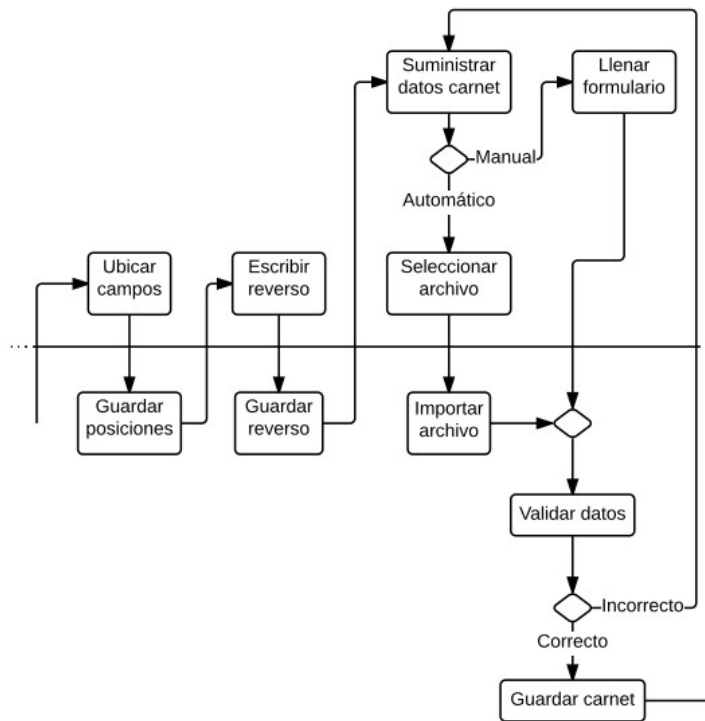 Suministrar
datos carnet
Llenar
formulario
Manual
Automático
Ubicar
campos
Escribir
reverso
Seleccionar
archivo
Guardar
posiciones
Guardar
reverso
Importar
archivo
Validar datos
Incorrecto
Correcto
Guardar carnet